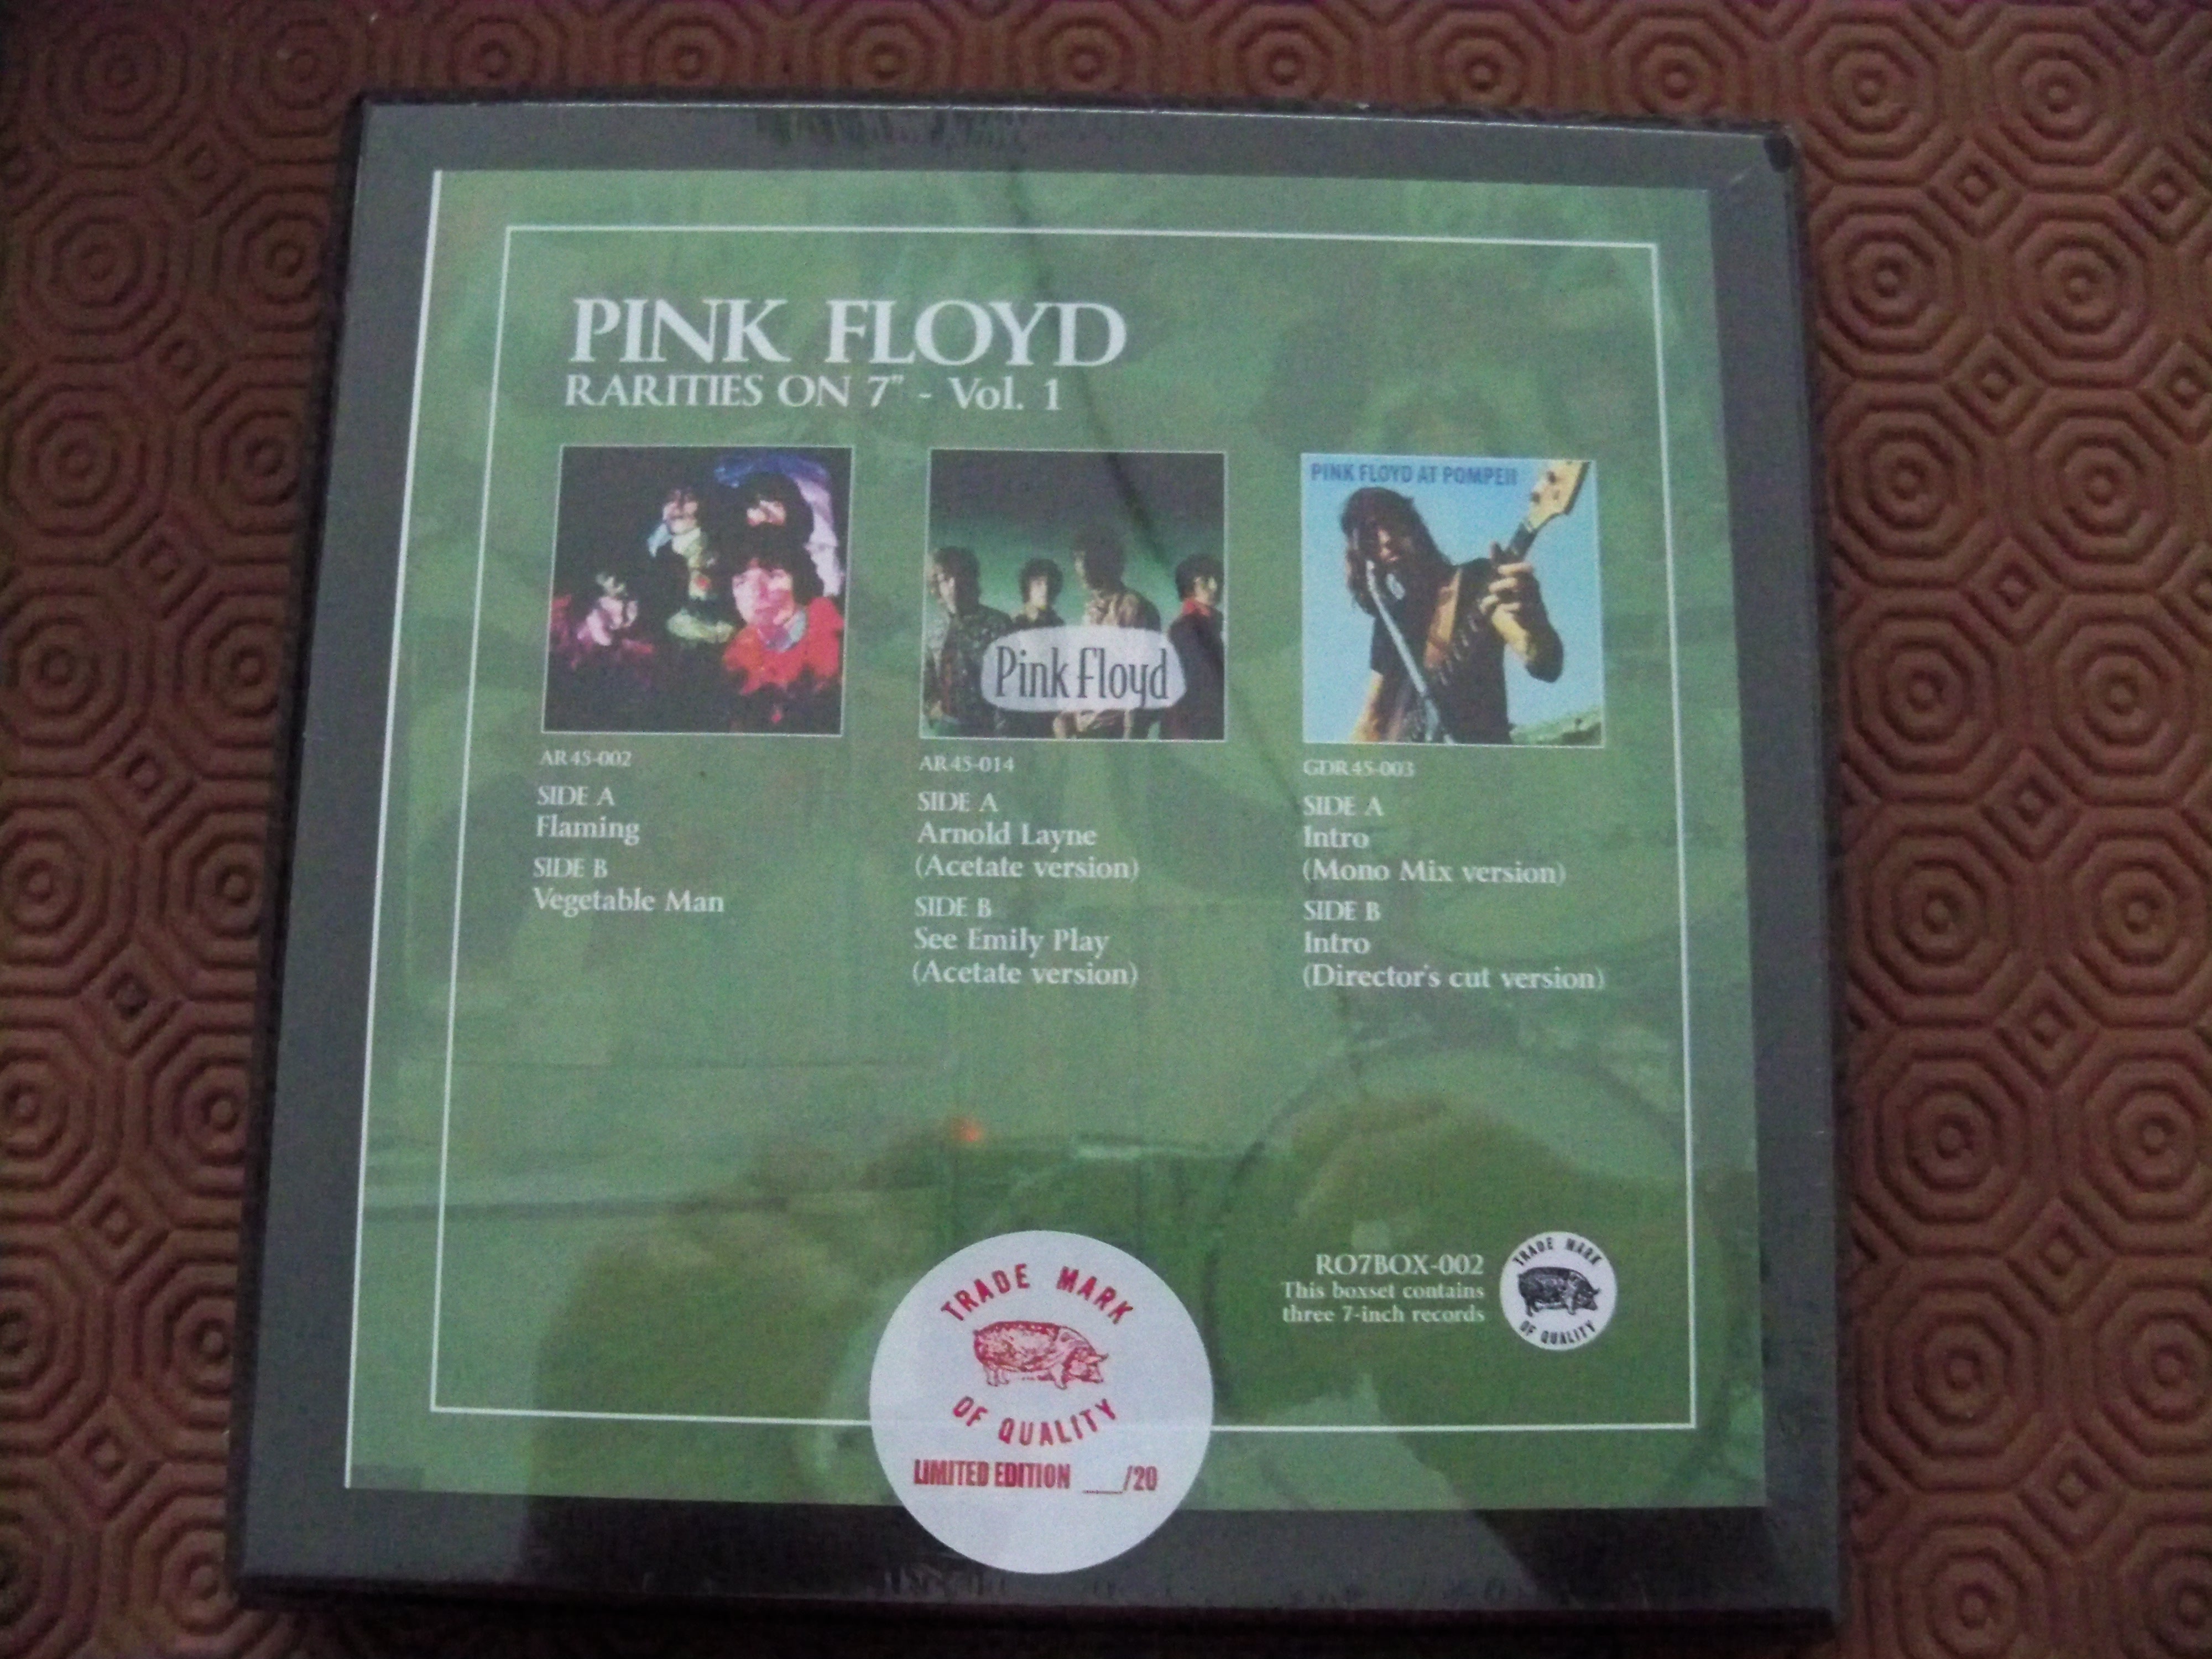 PINK FLOYD
RARITIES ON 7" - Vol. 1
Pink Floyd
PINK FLOYD AT POMPEII
AR45-002
SIDE A
Flaming
SIDE B
Vegetable Man
AR45-014
SIDE A
Arnold Layne
(Acetate version)
SIDE B
See Emily Play
(Acetate version)
GDR45-003
SIDE A
Intro
(Mono Mix version)
SIDE B
Intro
(Director's cut version)
RO7BOX-002
This boxset contains
three 7-inch records
TRADE MARK
OF QUALITY
TRADE MARK
OF QUALITY
LIMITED EDITION ___/20